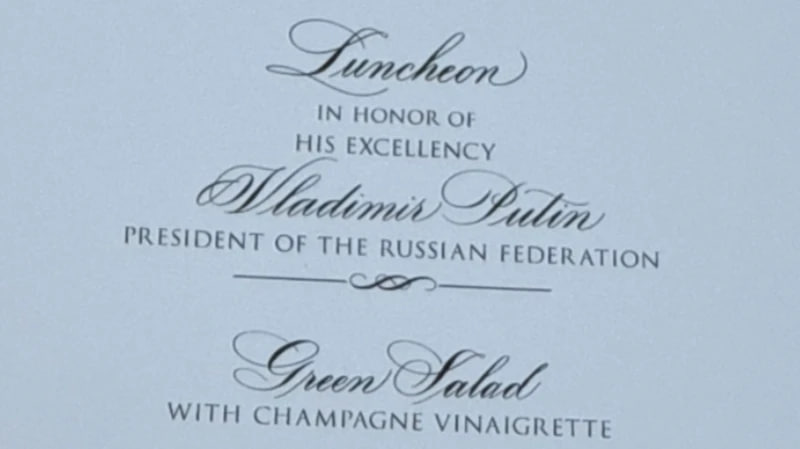 Luncheon
IN HONOR OF
HIS EXCELLENCY
Vladimir Putin
PRESIDENT OF THE RUSSIAN FEDERATION
Green Salad
WITH CHAMPAGNE VINAIGRETTE